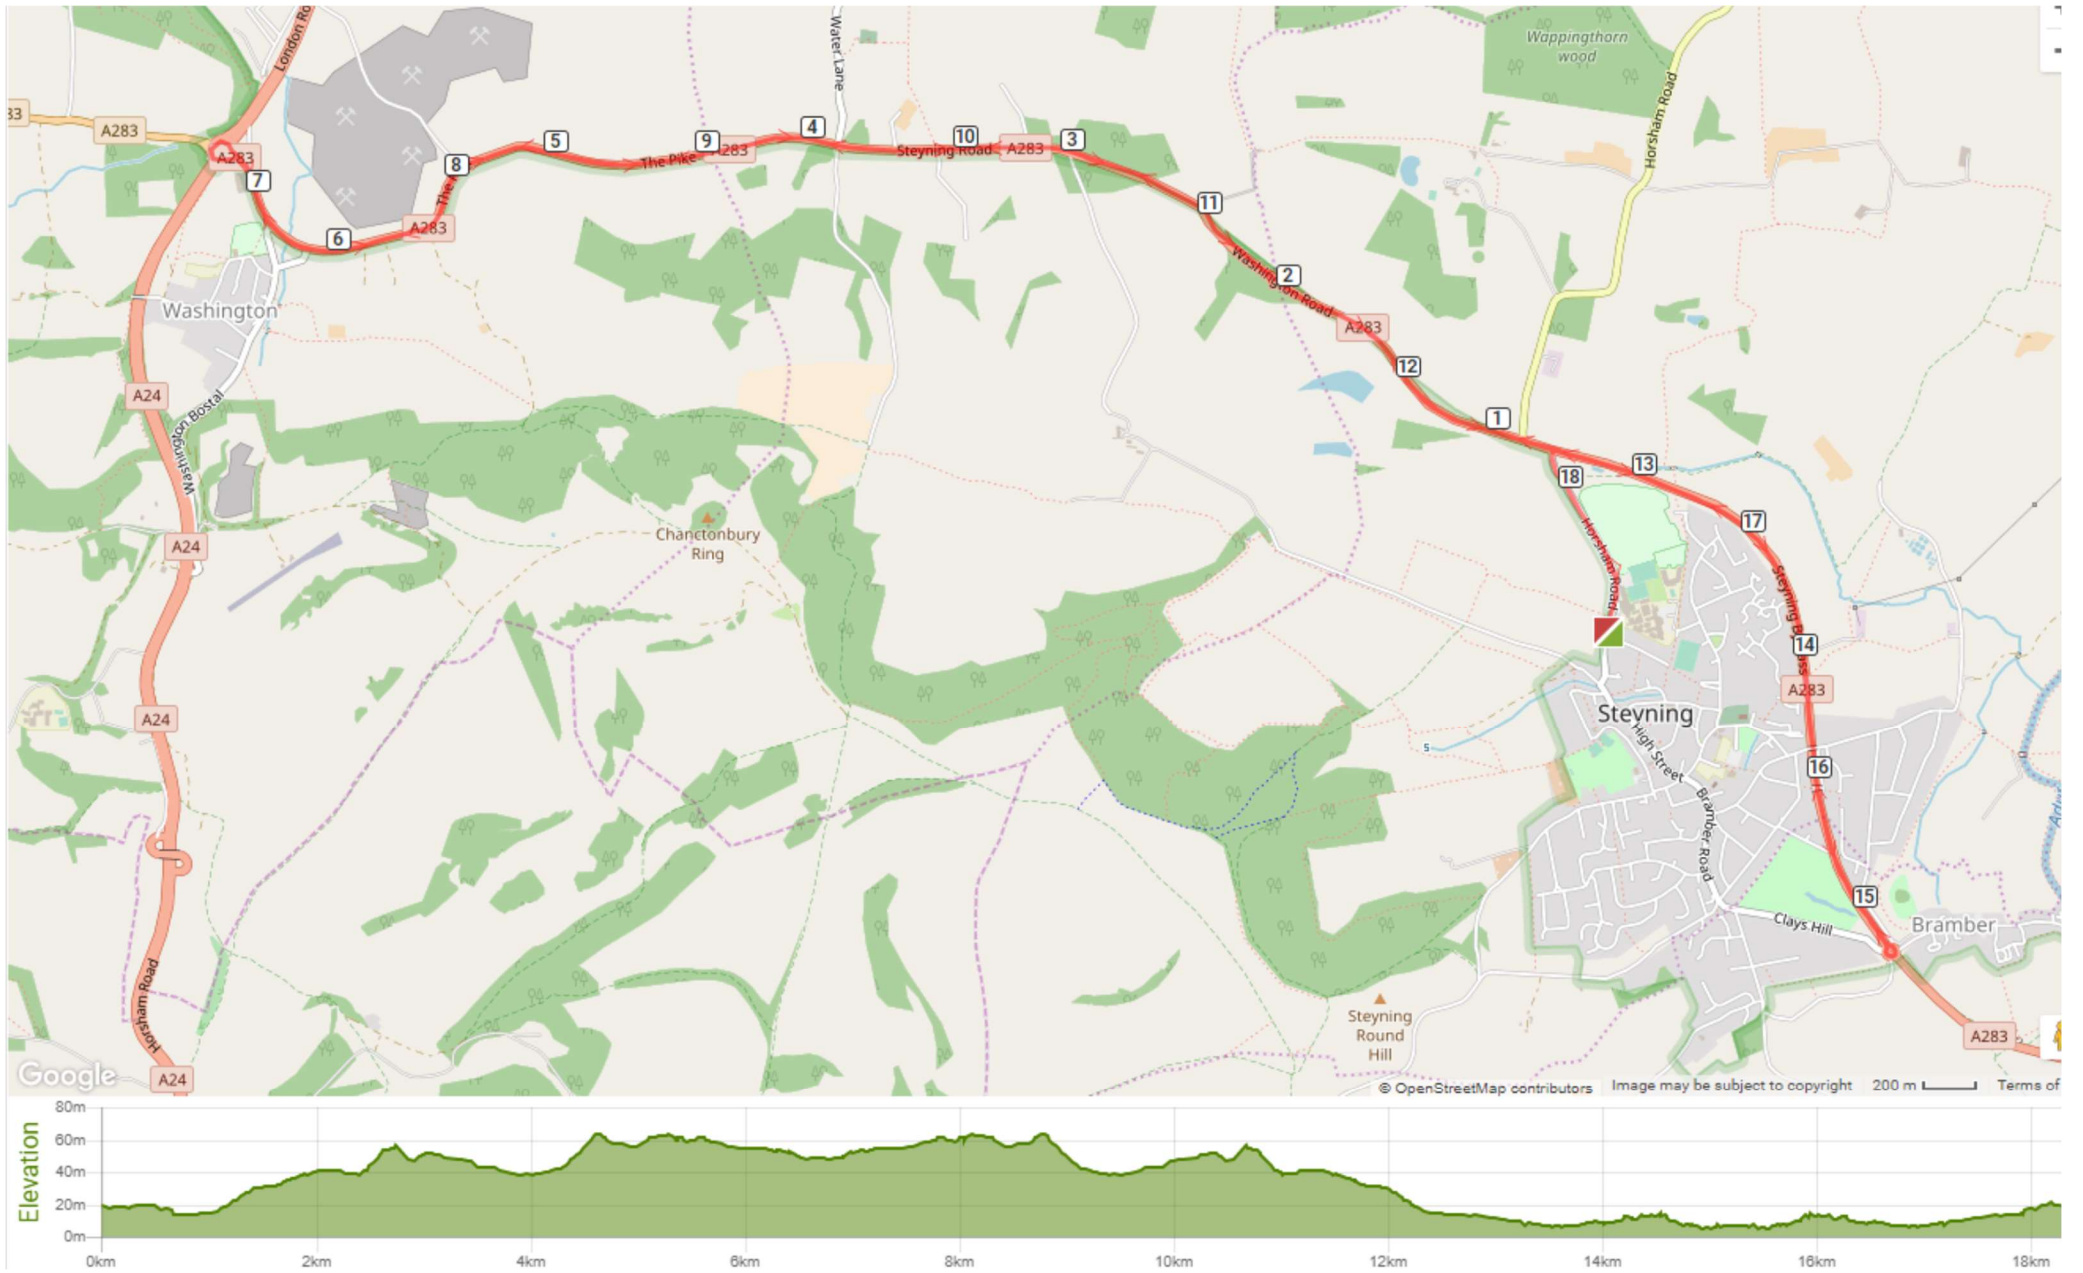 London Ro
Water Lane
Wappingthorn
wood
Horsham Road
83
A283
A283
7
8
The
5
The Pike
9
A283
4
Steyning Road
10
A283
3
6
A283
11
Washington Road
2
A283
12
1
13
18
17
Washington
A24
Washington Bostal
A24
Chanctonbury
Ring
Horsham Road
14
A283
Steyning
High Street
16
Bramber Road
15
Clays Hill
Bramber
A24
S
Horsham Road
A24
Steyning
Round
Hill
A283
Google
© OpenStreetMap contributors
Image may be subject to copyright
200 m
Terms of
Elevation
80m
60m
40m
20m
0m
0km
2km
4km
6km
8km
10km
12km
14km
16km
18km